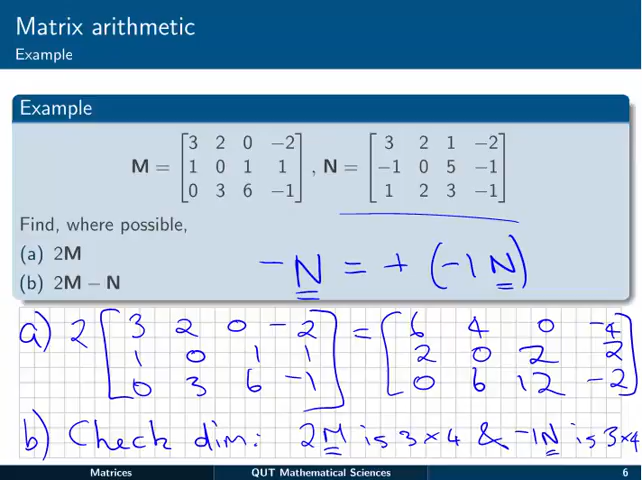 Matrix arithmetic
Example
Example
M = [3 2 0 −2
1 0 1 1
0 3 6 −1] , N = [3 2 1 −2
−1 0 5 −1
1 2 3 −1]
Find, where possible,
(a) 2M
(b) 2M − N
− N = + (−1 N)
a) 2 [3 2 0 −2 = [6 4 0 −4
1 0 1 1 2 0 2 2
0 3 6 −1] 0 6 12 −2]
b) Check dim: 2M is 3×4 & −1N is 3×4
Matrices QUT Mathematical Sciences 6